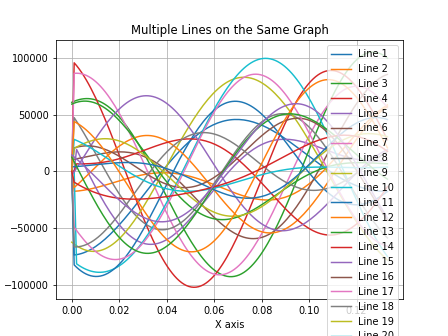 Multiple Lines on the Same Graph
100000
50000
0
−50000
−100000
0.00
0.02
0.04
0.06
0.08
0.10
X axis
Line 1
Line 2
Line 3
Line 4
Line 5
Line 6
Line 7
Line 8
Line 9
Line 10
Line 11
Line 12
Line 13
Line 14
Line 15
Line 16
Line 17
Line 18
Line 19
Line 20